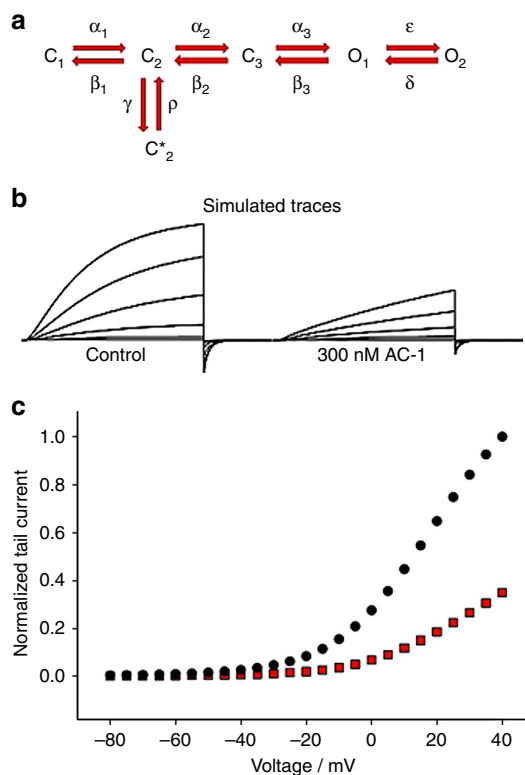 a
α1 α2 α3 ε
C1 C2 C3 O1 O2
β1 β2 β3 δ
γ ρ
C*2
b
Simulated traces
Control 300 nM AC-1
c
Normalized tail current
1.0
0.8
0.6
0.4
0.2
0.0
–80 –60 –40 –20 0 20 40
Voltage / mV